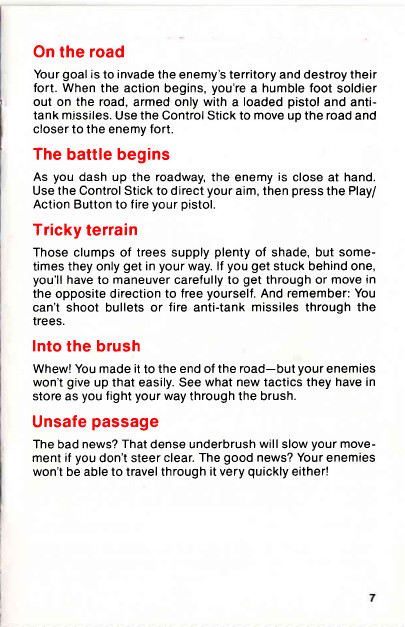 On the road
Your goal is to invade the enemy's territory and destroy their
fort. When the action begins, you're a humble foot soldier
out on the road, armed only with a loaded pistol and anti-
tank missiles. Use the Control Stick to move up the road and
closer to the enemy fort.
The battle begins
As you dash up the roadway, the enemy is close at hand.
Use the Control Stick to direct your aim, then press the Play/
Action Button to fire your pistol.
Tricky terrain
Those clumps of trees supply plenty of shade, but some-
times they only get in your way. If you get stuck behind one,
you'll have to maneuver carefully to get through or move in
the opposite direction to free yourself. And remember: You
can't shoot bullets or fire anti-tank missiles through the
trees.
Into the brush
Whew! You made it to the end of the road—but your enemies
won't give up that easily. See what new tactics they have in
store as you fight your way through the brush.
Unsafe passage
The bad news? That dense underbrush will slow your move-
ment if you don't steer clear. The good news? Your enemies
won't be able to travel through it very quickly either!
7